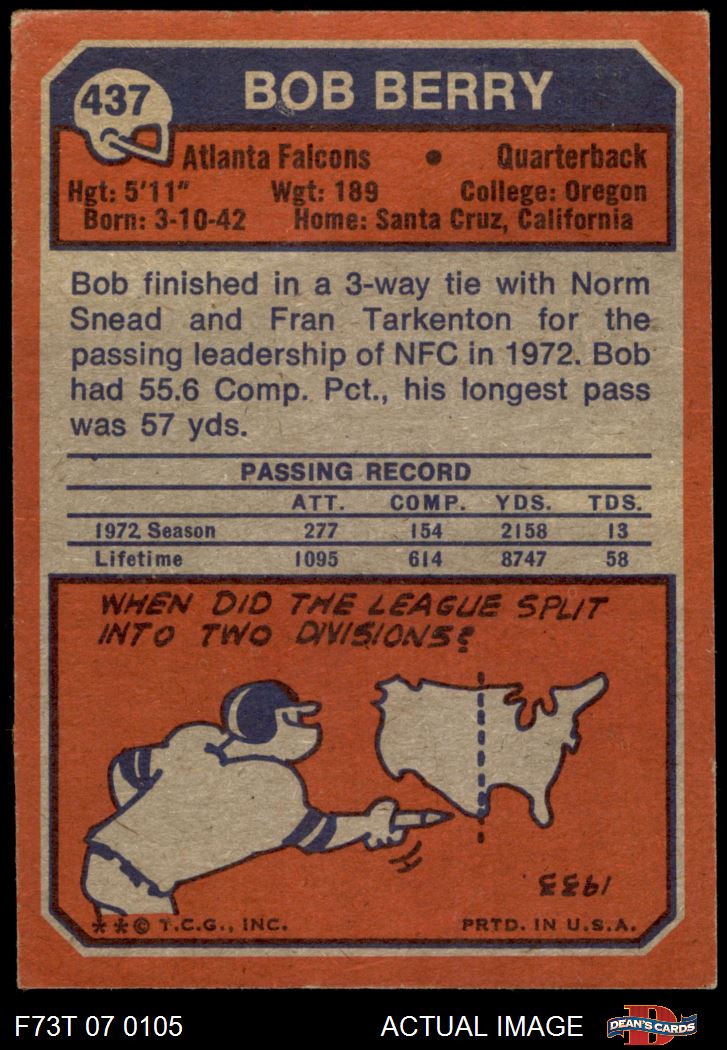 437
BOB BERRY
Atlanta Falcons • Quarterback
Hgt: 5'11" Wgt: 189 College: Oregon
Born: 3-10-42 Home: Santa Cruz, California
Bob finished in a 3-way tie with Norm
Snead and Fran Tarkenton for the
passing leadership of NFC in 1972. Bob
had 55.6 Comp. Pct., his longest pass
was 57 yds.
PASSING RECORD
ATT. COMP. YDS. TDS.
1972 Season 277 154 2158 13
Lifetime 1095 614 8747 58
WHEN DID THE LEAGUE SPLIT
INTO TWO DIVISIONS?
1933
**© T.C.G., INC. PRTD. IN U.S.A.
F73T 07 0105 ACTUAL IMAGE D DEAN'S CARDS